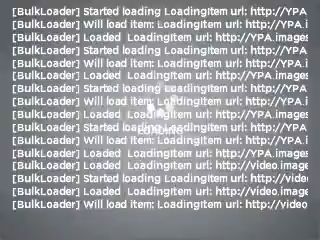 [BulkLoader] Started loading LoadingItem url: http://YPA
[BulkLoader] Will load item: LoadingItem url: http://YPA.i
[BulkLoader] Loaded LoadingItem url: http://YPA.images
[BulkLoader] Started loading LoadingItem url: http://YPA
[BulkLoader] Will load item: LoadingItem url: http://YPA.i
[BulkLoader] Loaded LoadingItem url: http://YPA.image
[BulkLoader] Started loading LoadingItem url: http://YPA
[BulkLoader] Will load item: LoadingItem url: http://YPA.i
[BulkLoader] Loaded LoadingItem url: http://YPA.image
[BulkLoader] Started loading LoadingItem url: http://YPA
LOADING
[BulkLoader] Will load item: LoadingItem url: http://YPA.i
[BulkLoader] Loaded LoadingItem url: http://YPA.image
[BulkLoader] Loaded LoadingItem url: http://video.image
[BulkLoader] Started loading LoadingItem url: http://vide
[BulkLoader] Loaded LoadingItem url: http://video.image
[BulkLoader] Will load item: LoadingItem url: http://video